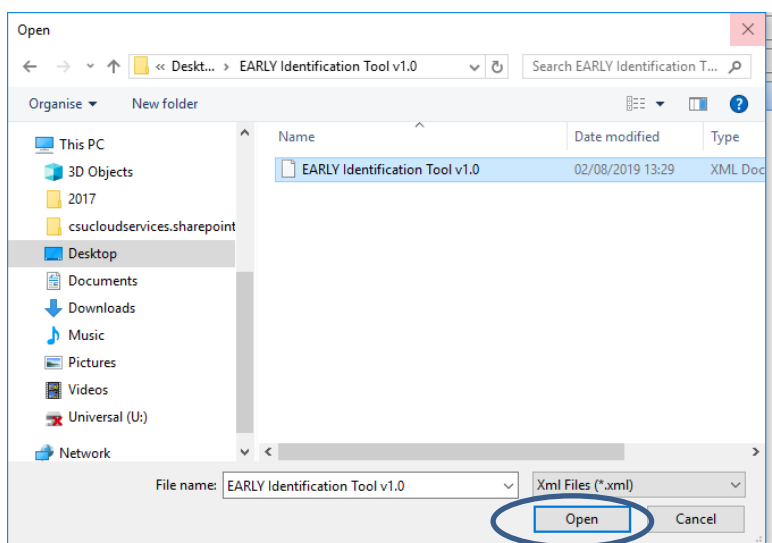 Open
« Deskt... › EARLY Identification Tool v1.0
Search EARLY Identification T...
Organise
New folder
Name
Date modified
Type
This PC
3D Objects
2017
csucloudservices.sharepoint
Desktop
Documents
Downloads
Music
Pictures
Videos
Universal (U:)
Network
EARLY Identification Tool v1.0
02/08/2019 13:29
XML Doc
File name:
EARLY Identification Tool v1.0
Xml Files (*.xml)
Open
Cancel